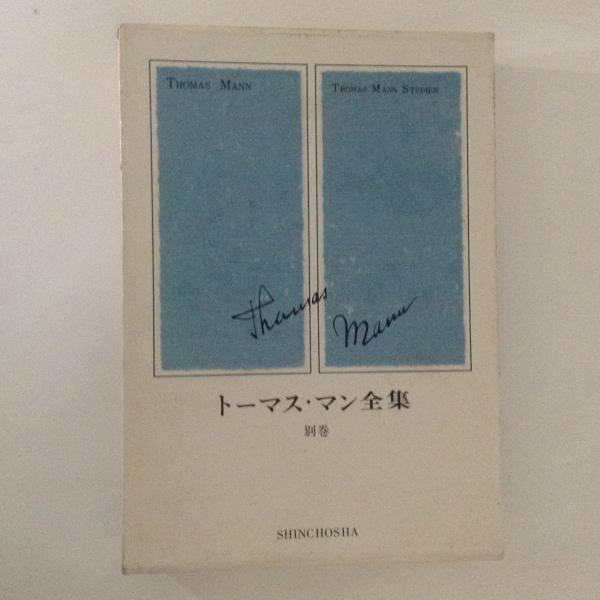 THOMAS MANN
THOMAS MANN STUDIEN
Thomas
Mann
トーマス・マン全集
別巻
SHINCHOSHA